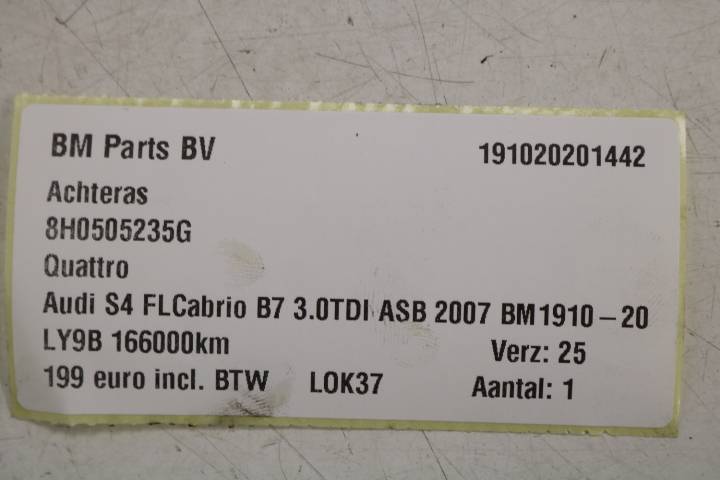 BM Parts BV 191020201442
Achteras
8H0505235G
Quattro
Audi S4 FLCabrio B7 3.0TDI ASB 2007 BM1910-20
LY9B 166000km Verz: 25
199 euro incl. BTW LOK37 Aantal: 1